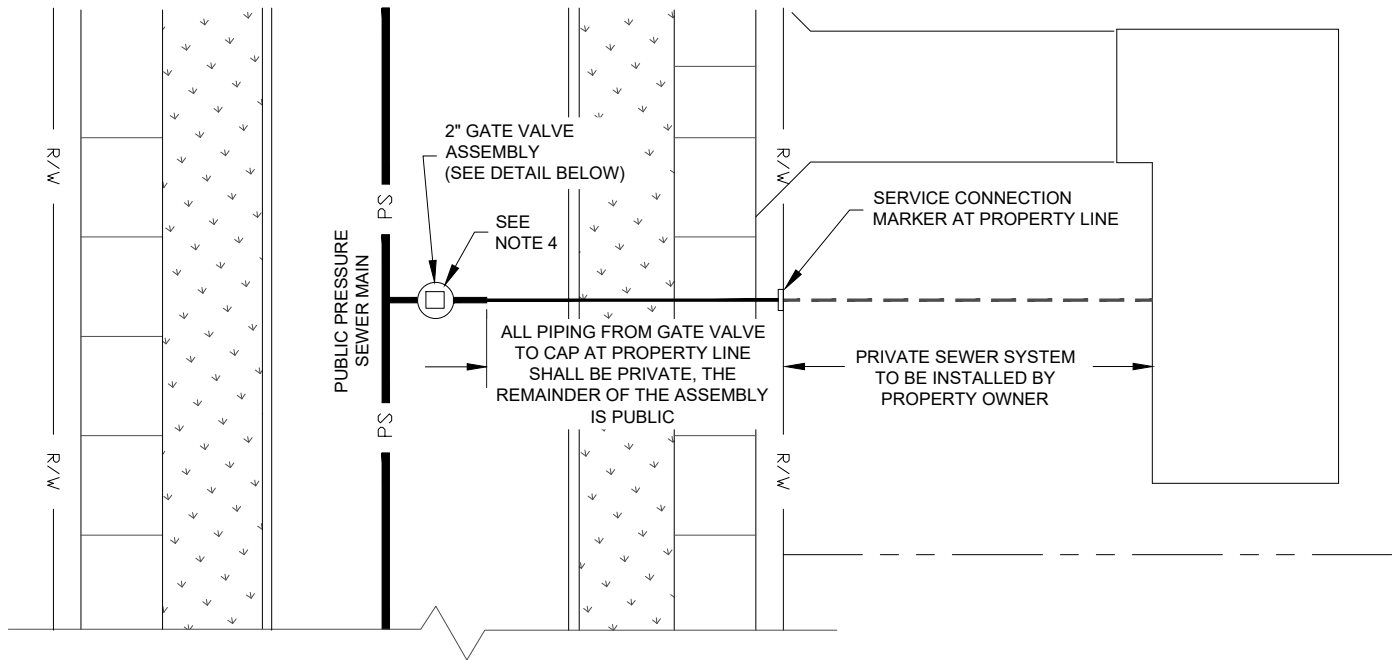 2" GATE VALVE
ASSEMBLY
(SEE DETAIL BELOW)
SEE
NOTE 4
R/W
R/W
PS
PS
PUBLIC PRESSURE
SEWER MAIN
R/W
R/W
SERVICE CONNECTION
MARKER AT PROPERTY LINE
ALL PIPING FROM GATE VALVE
TO CAP AT PROPERTY LINE
SHALL BE PRIVATE, THE
REMAINDER OF THE ASSEMBLY
IS PUBLIC
PRIVATE SEWER SYSTEM
TO BE INSTALLED BY
PROPERTY OWNER